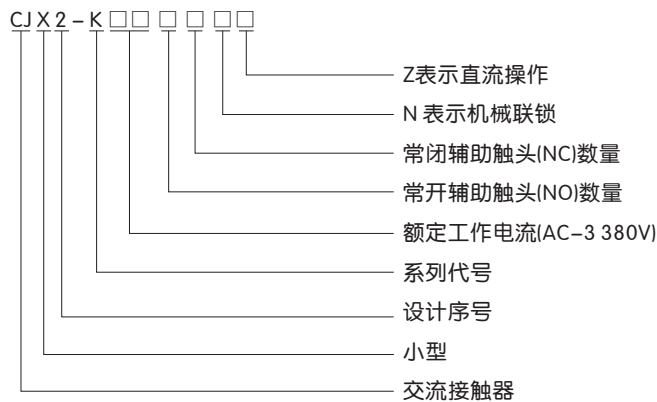 CJ X 2 – K □□ □ □ □□
Z表示直流操作
N 表示机械联锁
常闭辅助触头(NC)数量
常开辅助触头(NO)数量
额定工作电流(AC–3 380V)
系列代号
设计序号
小型
交流接触器